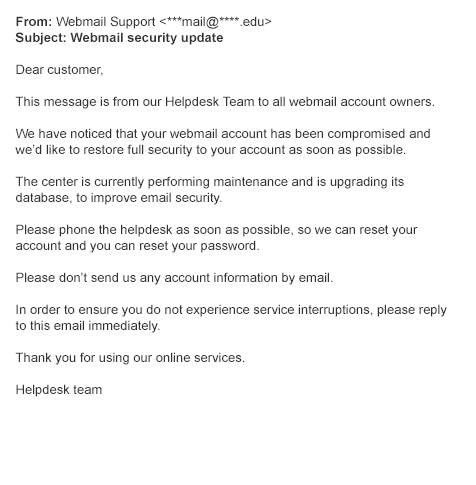 From: Webmail Support <***mail@****.edu>
Subject: Webmail security update
Dear customer,
This message is from our Helpdesk Team to all webmail account owners.
We have noticed that your webmail account has been compromised and
we’d like to restore full security to your account as soon as possible.
The center is currently performing maintenance and is upgrading its
database, to improve email security.
Please phone the helpdesk as soon as possible, so we can reset your
account and you can reset your password.
Please don’t send us any account information by email.
In order to ensure you do not experience service interruptions, please reply
to this email immediately.
Thank you for using our online services.
Helpdesk team